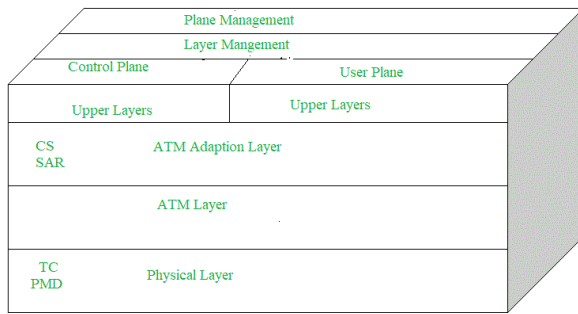 Plane Management
Layer Mangement
Control Plane
User Plane
Upper Layers
Upper Layers
CS
SAR
ATM Adaption Layer
ATM Layer
TC
PMD
Physical Layer